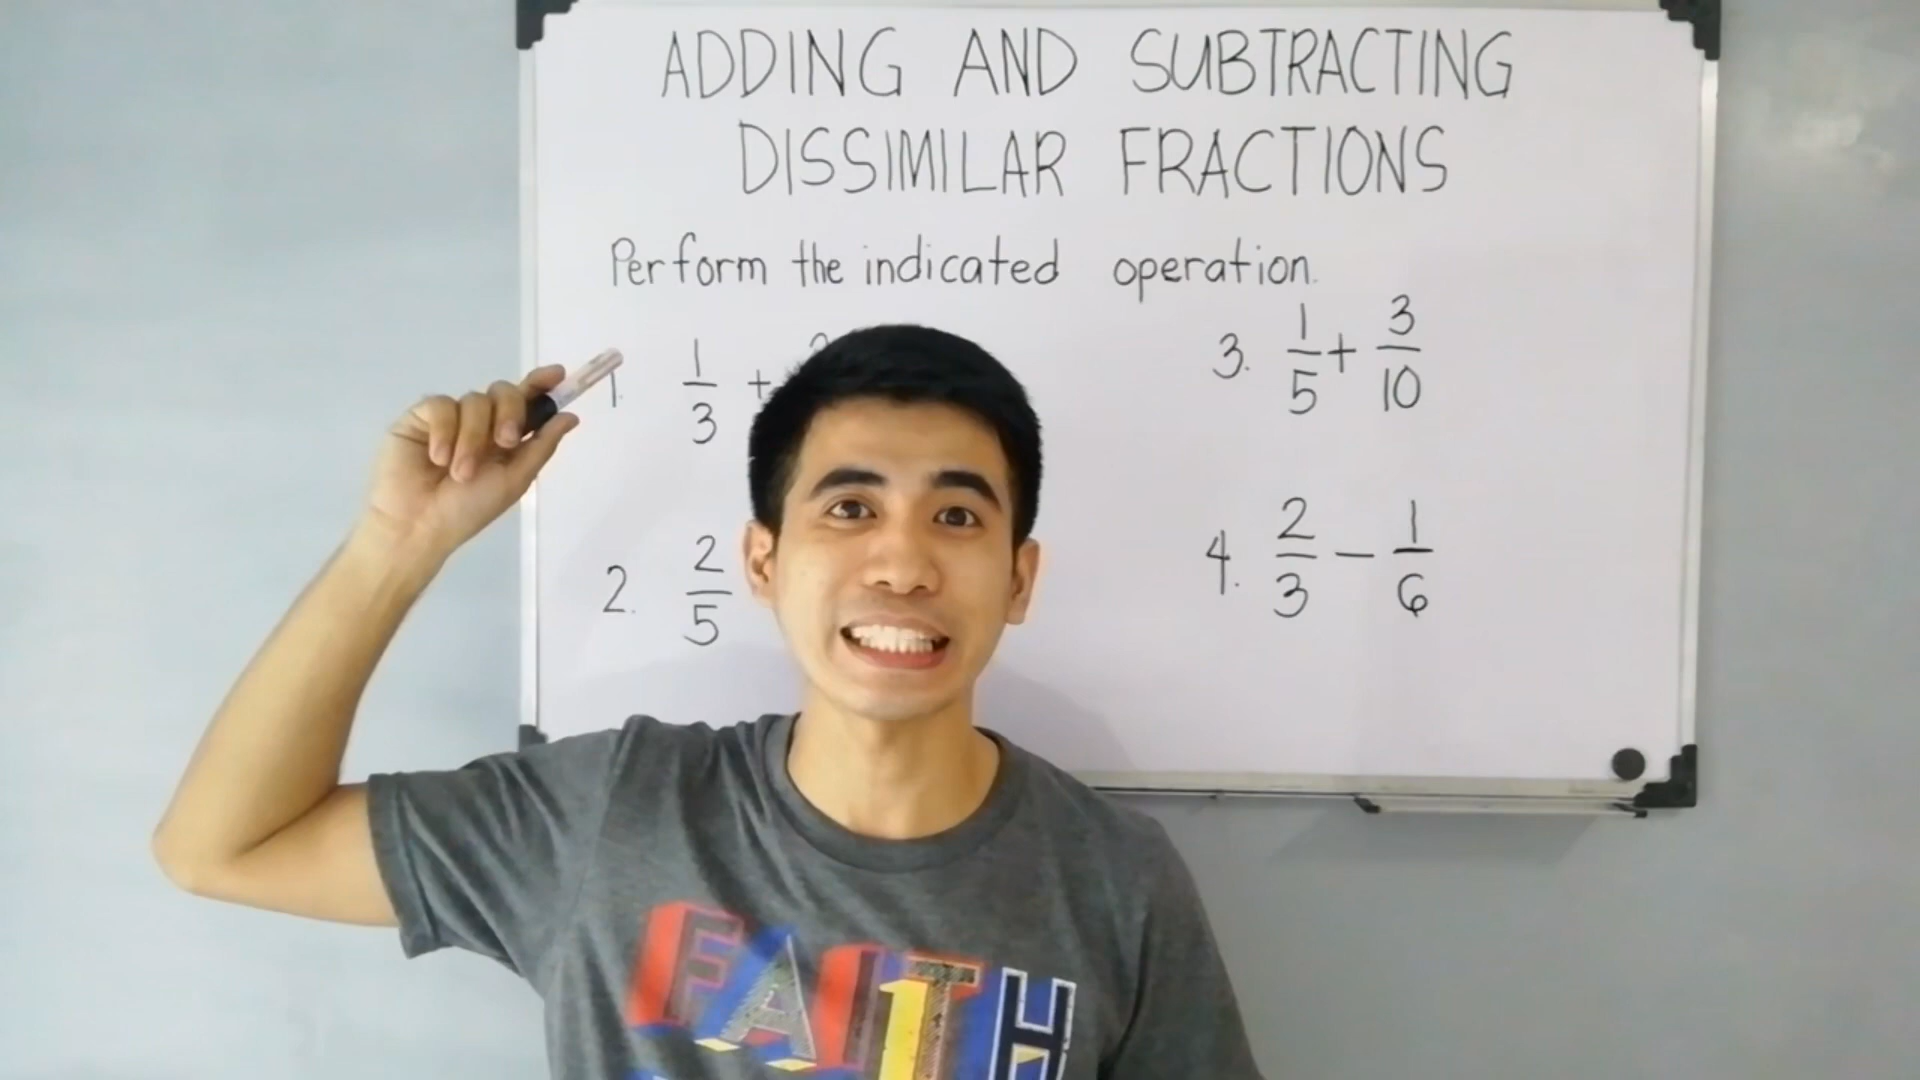 ADDING AND SUBTRACTING
DISSIMILAR FRACTIONS
Perform the indicated operation.
1. 1/3 +
2. 2/5
3. 1/5 + 3/10
4. 2/3 - 1/6
FAITH